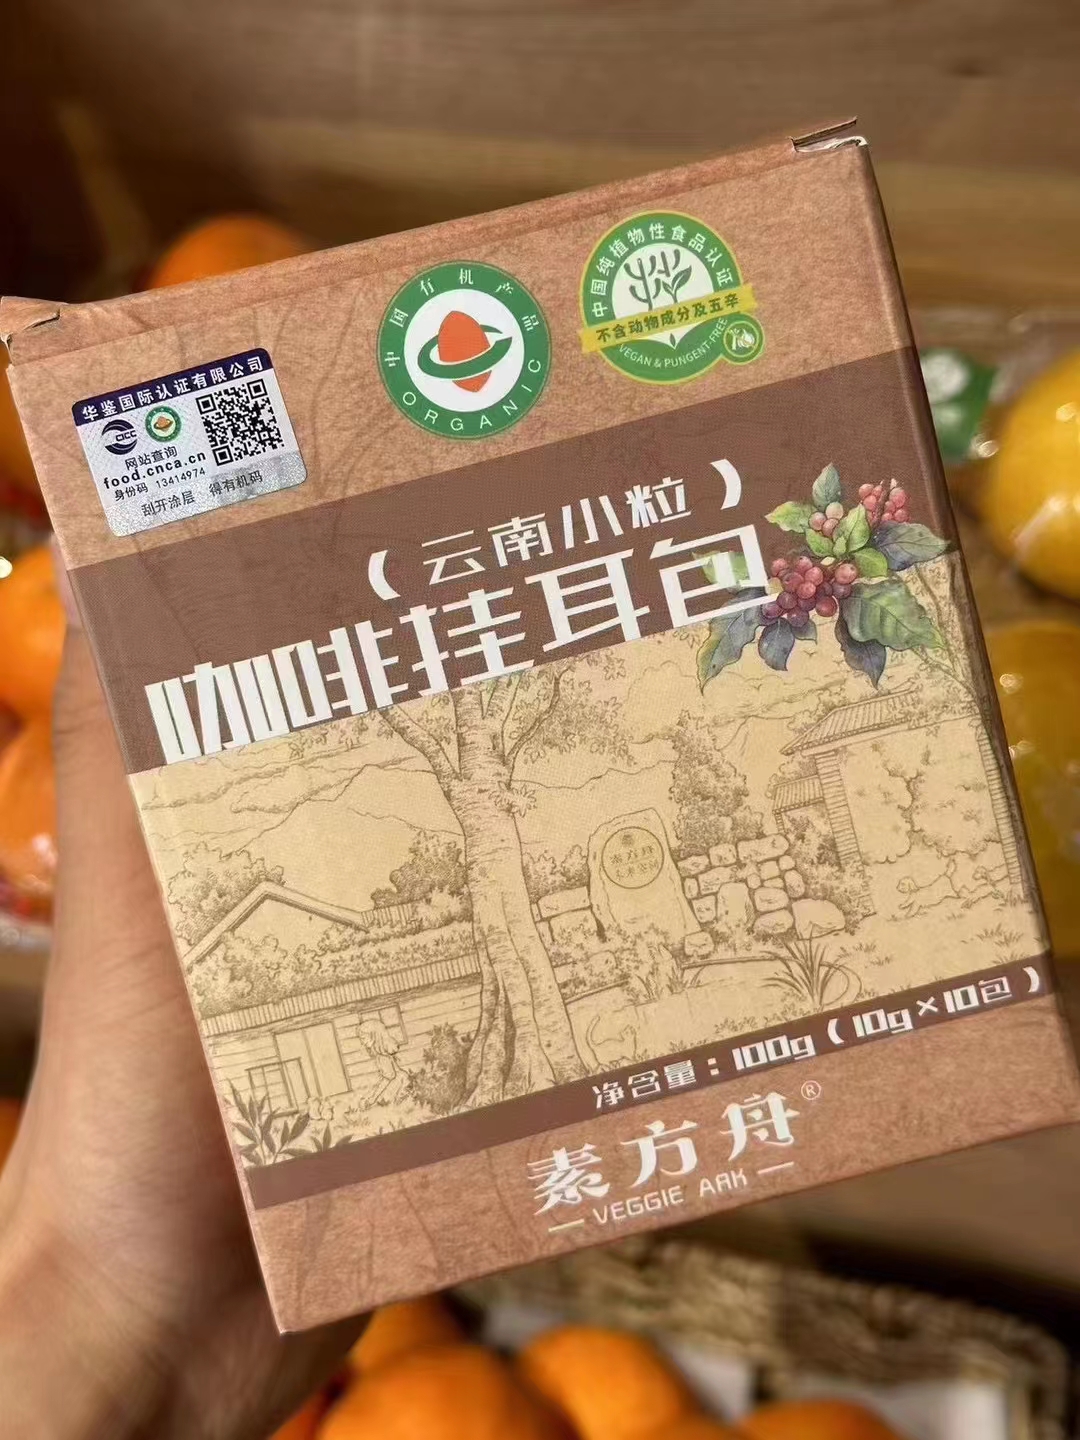 中国有机产品
ORGANIC
中国纯植物性食品认证
不含动物成分及五辛
VEGAN & PUNGENT-FREE
华鉴国际认证有限公司
网站查询
food.cnca.cn
身份码 13414974
刮开涂层 得有机码
(云南小粒)
咖啡挂耳包
素方舟
净含量：100g(10g×10包)
素方舟®
VEGGIE ARK